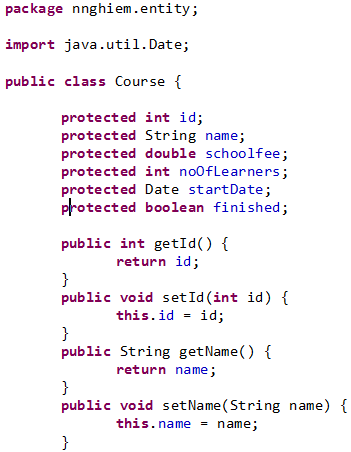 package nnghiem.entity;
import java.util.Date;
public class Course {
protected int id;
protected String name;
protected double schoolfee;
protected int noOfLearners;
protected Date startDate;
protected boolean finished;
public int getId() {
return id;
}
public void setId(int id) {
this.id = id;
}
public String getName() {
return name;
}
public void setName(String name) {
this.name = name;
}